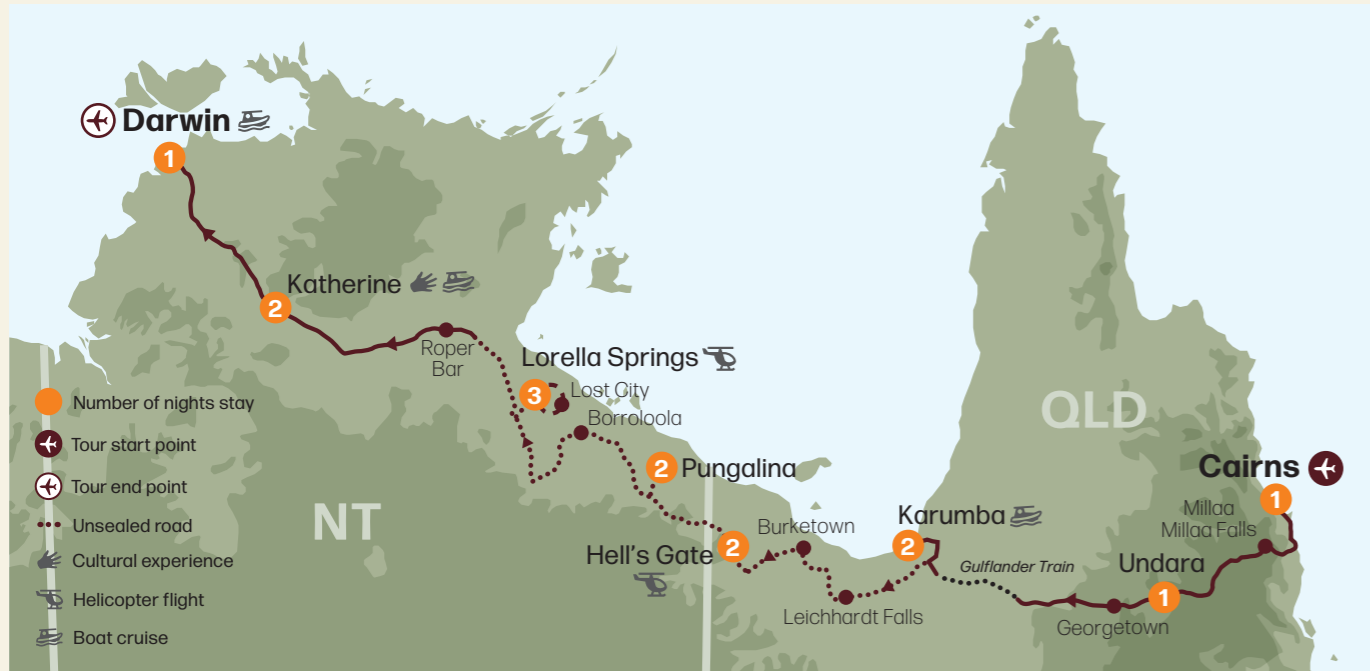 Darwin
1
Katherine
2
Roper
Bar
Lorella Springs
3
Lost City
Borroloola
2
Pungalina
QLD
Cairns
1
Millaa
Millaa Falls
Karumba
2
Burketown
Hell's Gate
2
Gulflander Train
Undara
1
Leichhardt Falls
Georgetown
NT
Number of nights stay
Tour start point
Tour end point
Unsealed road
Cultural experience
Helicopter flight
Boat cruise